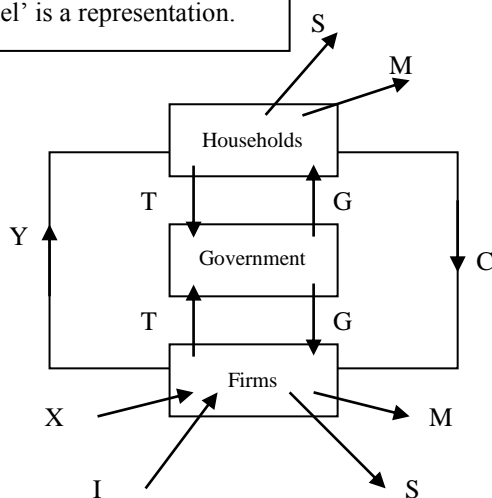 el’ is a representation.
S
M
Households
T G
Y
Government
C
T G
Firms
X M
I S